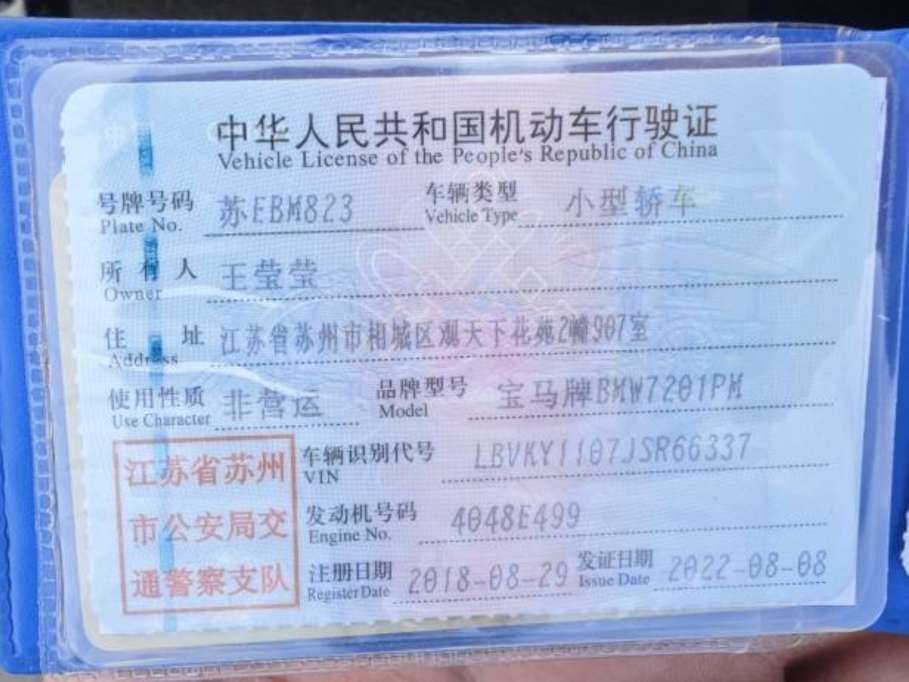 中华人民共和国机动车行驶证
Vehicle License of the People's Republic of China
号牌号码 苏EBM823 车辆类型 小型轿车
Plate No. Vehicle Type
所有人 王莹莹
Owner
住址 江苏省苏州市相城区观天下花苑2幢907室
Address
使用性质 非营运 品牌型号 宝马牌BMW7201PM
Use Character Model
江苏省苏州
市公安局交
通警察支队
车辆识别代号 LBVKY1107JSR66337
VIN
发动机号码 4048E499
Engine No.
注册日期 2018-08-29 发证日期 2022-08-08
Register Date Issue Date